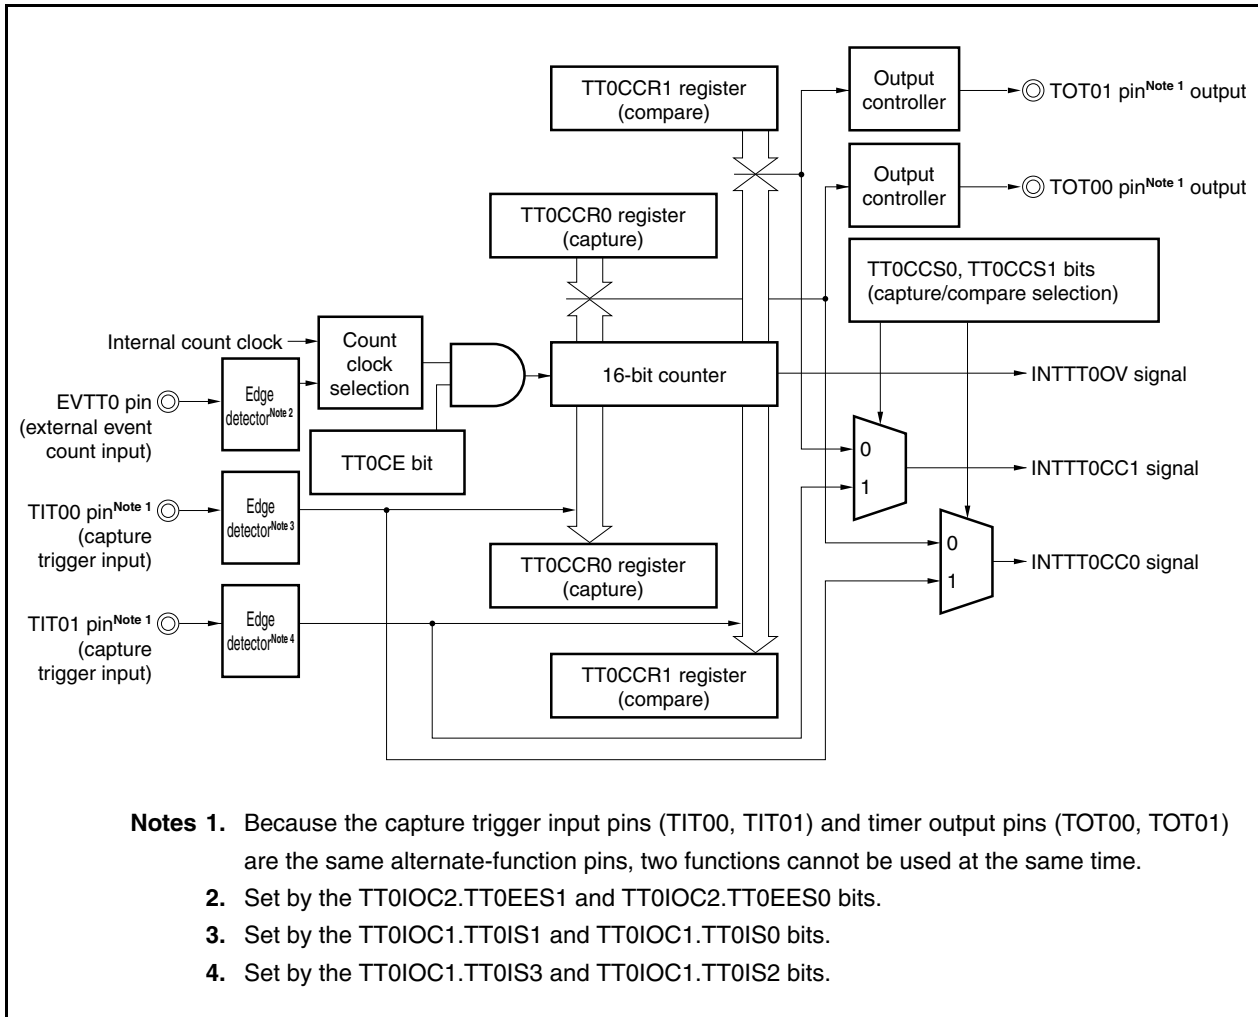 TT0CCR1 register
(compare)
Output
controller
TOT01 pinNote 1 output
Output
controller
TOT00 pinNote 1 output
TT0CCR0 register
(capture)
TT0CCS0, TT0CCS1 bits
(capture/compare selection)
Internal count clock
Count
clock
selection
16-bit counter
INTTT0OV signal
EVTT0 pin
(external event
count input)
Edge
detectorNote 2
TT0CE bit
0
1
INTTT0CC1 signal
TIT00 pinNote 1
(capture
trigger input)
Edge
detectorNote 3
TT0CCR0 register
(capture)
0
1
INTTT0CC0 signal
TIT01 pinNote 1
(capture
trigger input)
Edge
detectorNote 4
TT0CCR1 register
(compare)
Notes 1. Because the capture trigger input pins (TIT00, TIT01) and timer output pins (TOT00, TOT01)
are the same alternate-function pins, two functions cannot be used at the same time.
2. Set by the TT0IOC2.TT0EES1 and TT0IOC2.TT0EES0 bits.
3. Set by the TT0IOC1.TT0IS1 and TT0IOC1.TT0IS0 bits.
4. Set by the TT0IOC1.TT0IS3 and TT0IOC1.TT0IS2 bits.